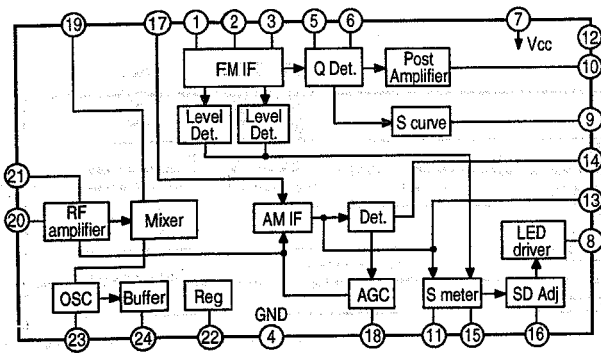 19
17
1
2
3
5
6
7
Vcc
12
FM IF
Q Det.
Post
Amplifier
10
Level
Det.
Level
Det.
S curve
9
14
21
13
20
RF
amplifier
Mixer
AM IF
Det.
LED
driver
8
OSC
Buffer
Reg
GND
AGC
S meter
SD Adj
23
24
22
4
18
11
15
16